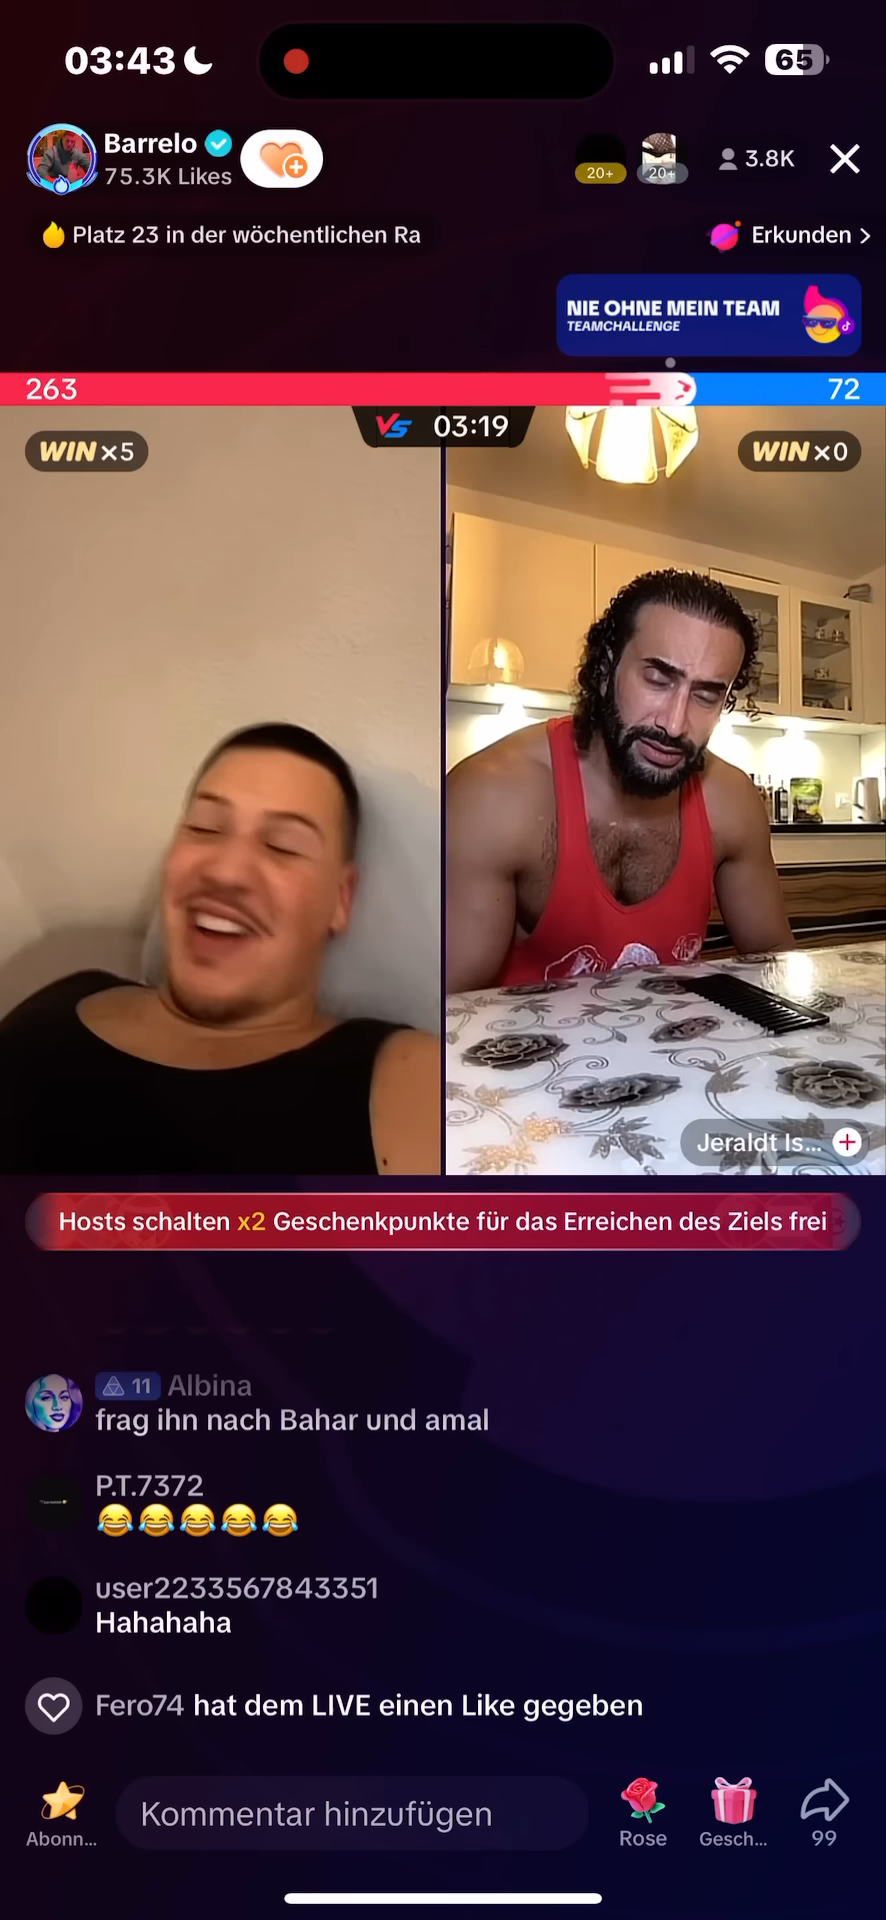 03:43
65
Barrelo
75.3K Likes
20+
20+
3.8K
Platz 23 in der wöchentlichen Ra
Erkunden
NIE OHNE MEIN TEAM
TEAMCHALLENGE
263
72
VS 03:19
WIN x5
WIN x0
Jeraldt Is...
Hosts schalten x2 Geschenkpunkte für das Erreichen des Ziels frei
11 Albina
frag ihn nach Bahar und amal
P.T.7372
😂😂😂😂😂
user2233567843351
Hahahaha
Fero74 hat dem LIVE einen Like gegeben
Kommentar hinzufügen
Abonn...
Rose
Gesch...
99